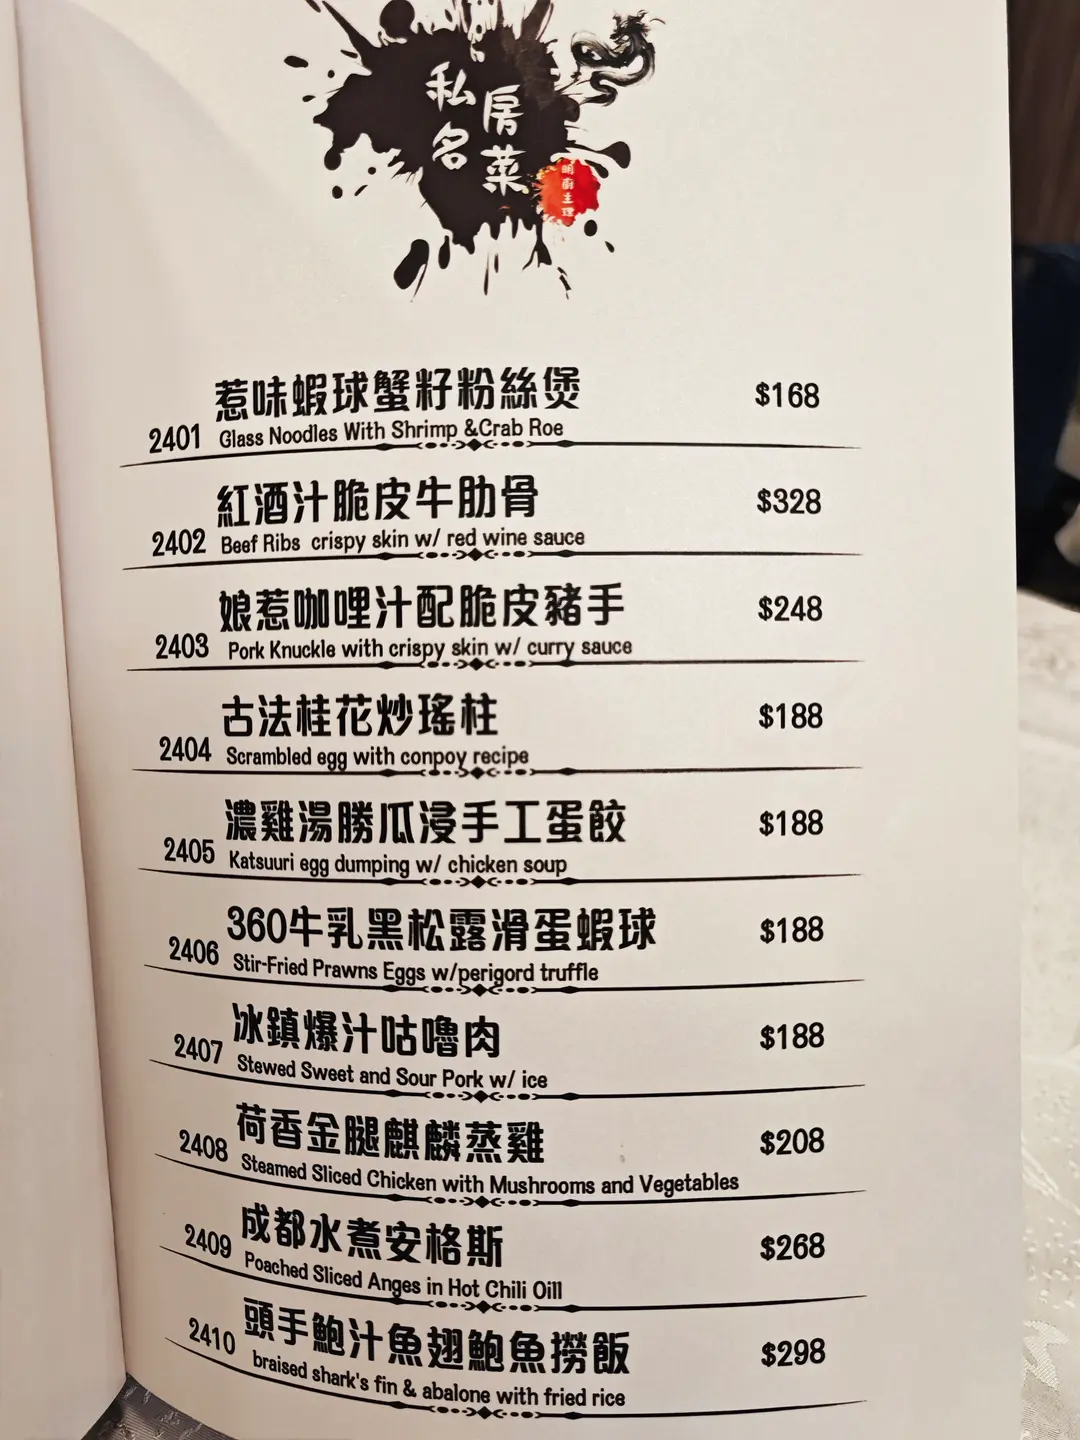 私房
名菜
明廚主理
惹味蝦球蟹籽粉絲煲 $168
2401 Glass Noodles With Shrimp &Crab Roe
紅酒汁脆皮牛肋骨 $328
2402 Beef Ribs crispy skin w/ red wine sauce
娘惹咖哩汁配脆皮豬手 $248
2403 Pork Knuckle with crispy skin w/ curry sauce
古法桂花炒瑤柱 $188
2404 Scrambled egg with conpoy recipe
濃雞湯勝瓜浸手工蛋餃 $188
2405 Katsuuri egg dumping w/ chicken soup
360牛乳黑松露滑蛋蝦球 $188
2406 Stir-Fried Prawns Eggs w/perigord truffle
冰鎮爆汁咕嚕肉 $188
2407 Stewed Sweet and Sour Pork w/ ice
荷香金腿麒麟蒸雞 $208
2408 Steamed Sliced Chicken with Mushrooms and Vegetables
成都水煮安格斯 $268
2409 Poached Sliced Anges in Hot Chili Oill
頭手鮑汁魚翅鮑魚撈飯 $298
2410 braised shark's fin & abalone with fried rice